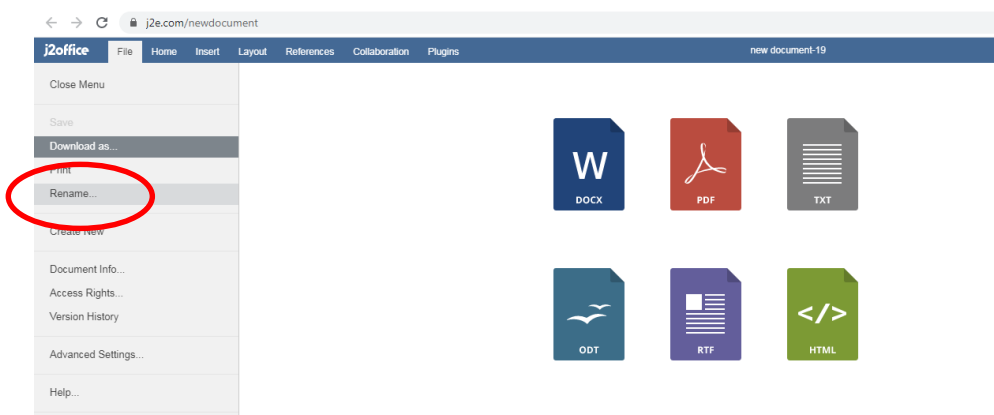 j2e.com/newdocument
j2office File Home Insert Layout References Collaboration Plugins new document-19
Close Menu
Save
Download as...
Print
Rename...
Create New
Document Info...
Access Rights...
Version History
Advanced Settings...
Help...
W
DOCX PDF TXT
</>
ODT RTF HTML